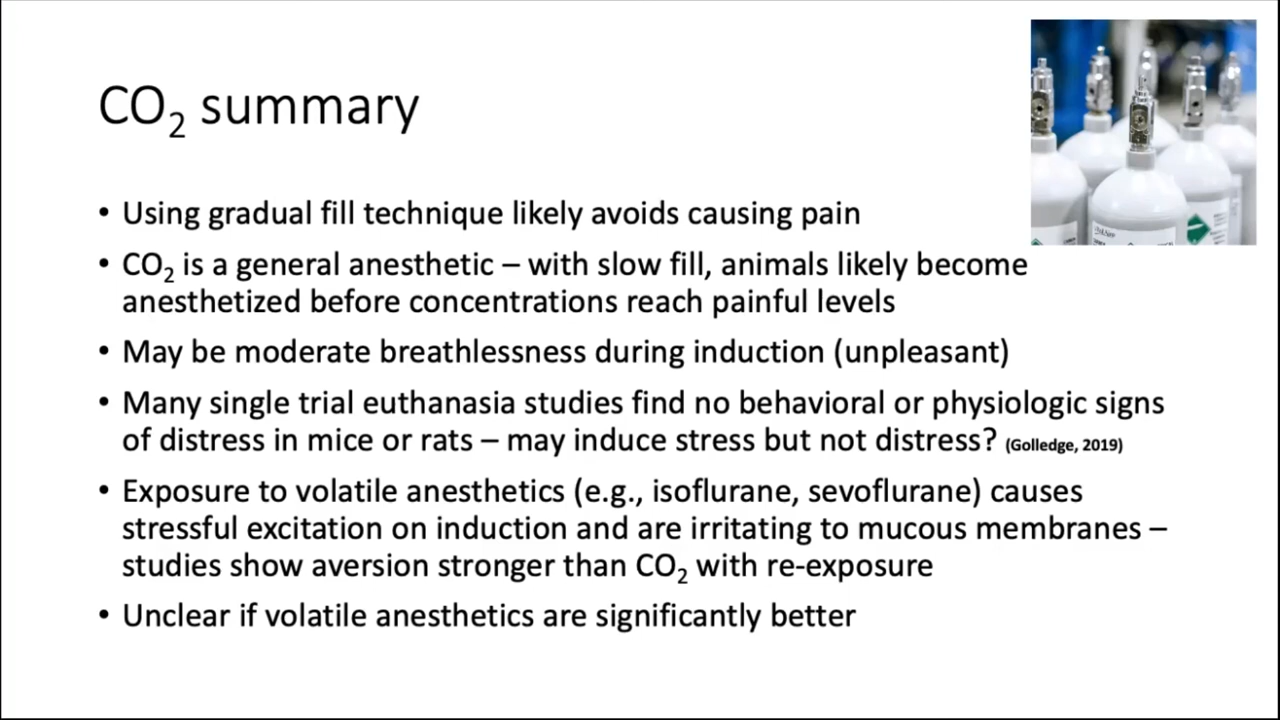 CO₂ summary
• Using gradual fill technique likely avoids causing pain
• CO₂ is a general anesthetic – with slow fill, animals likely become
anesthetized before concentrations reach painful levels
• May be moderate breathlessness during induction (unpleasant)
• Many single trial euthanasia studies find no behavioral or physiologic signs
of distress in mice or rats – may induce stress but not distress? (Golledge, 2019)
• Exposure to volatile anesthetics (e.g., isoflurane, sevoflurane) causes
stressful excitation on induction and are irritating to mucous membranes –
studies show aversion stronger than CO₂ with re-exposure
• Unclear if volatile anesthetics are significantly better